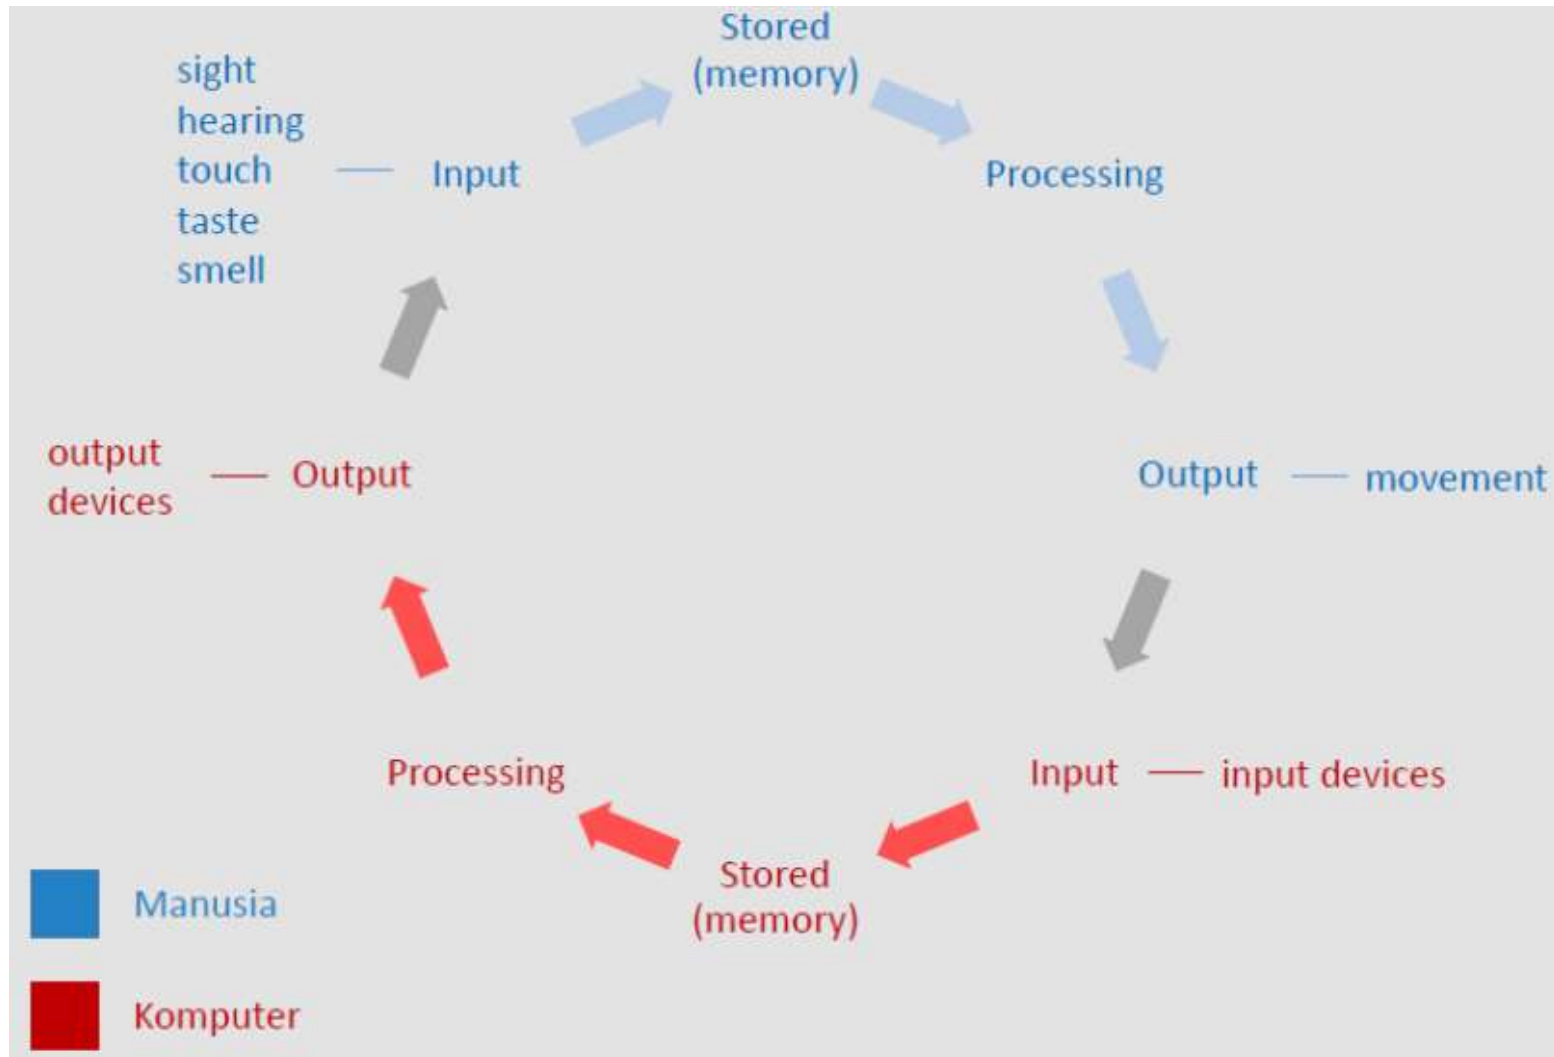 Stored
(memory)
sight
hearing
touch
taste
smell
Input
Processing
output
devices
Output
Output
movement
Processing
Input
input devices
Stored
(memory)
Manusia
Komputer